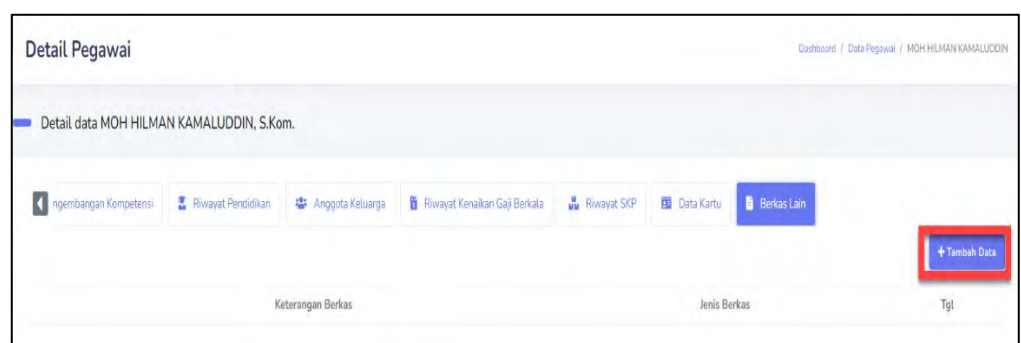 Detail Pegawai
Dashboard / Data Pegawai / MOH HILMAN KAMALUDDIN
Detail data MOH HILMAN KAMALUDDIN, S.Kom.
ngembangan Kompetensi Riwayat Pendidikan Anggota Keluarga Riwayat Kenaikan Gaji Berkala Riwayat SKP Data Kartu Berkas Lain
+ Tambah Data
Keterangan Berkas Jenis Berkas Tgl